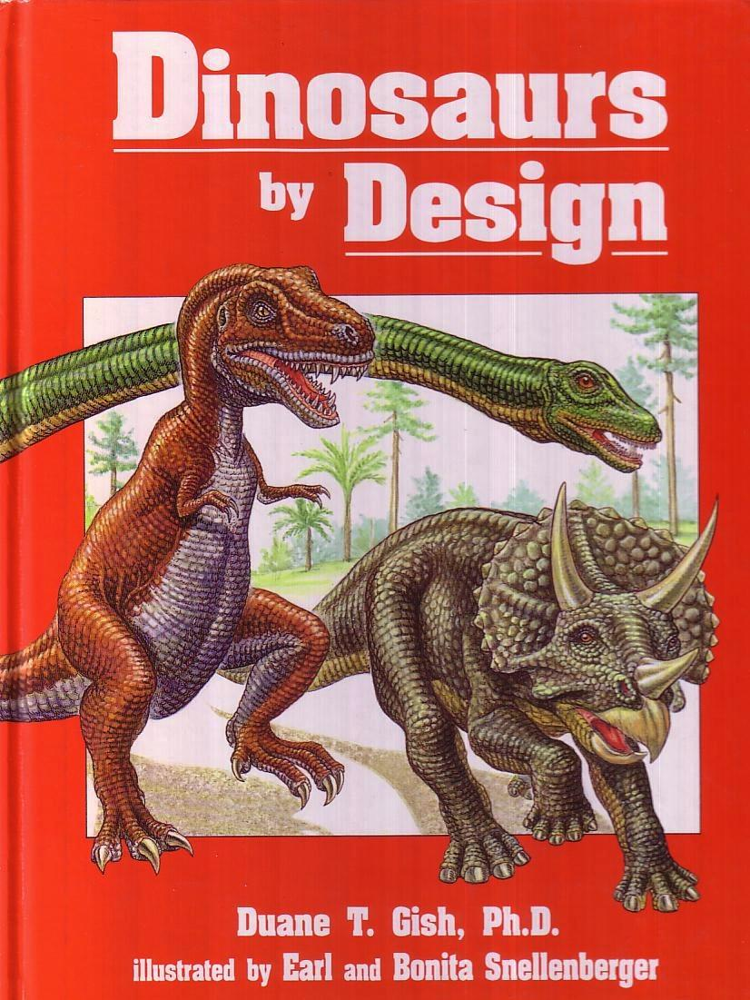 Dinosaurs
by Design
Duane T. Gish, Ph.D.
illustrated by Earl and Bonita Snellenberger